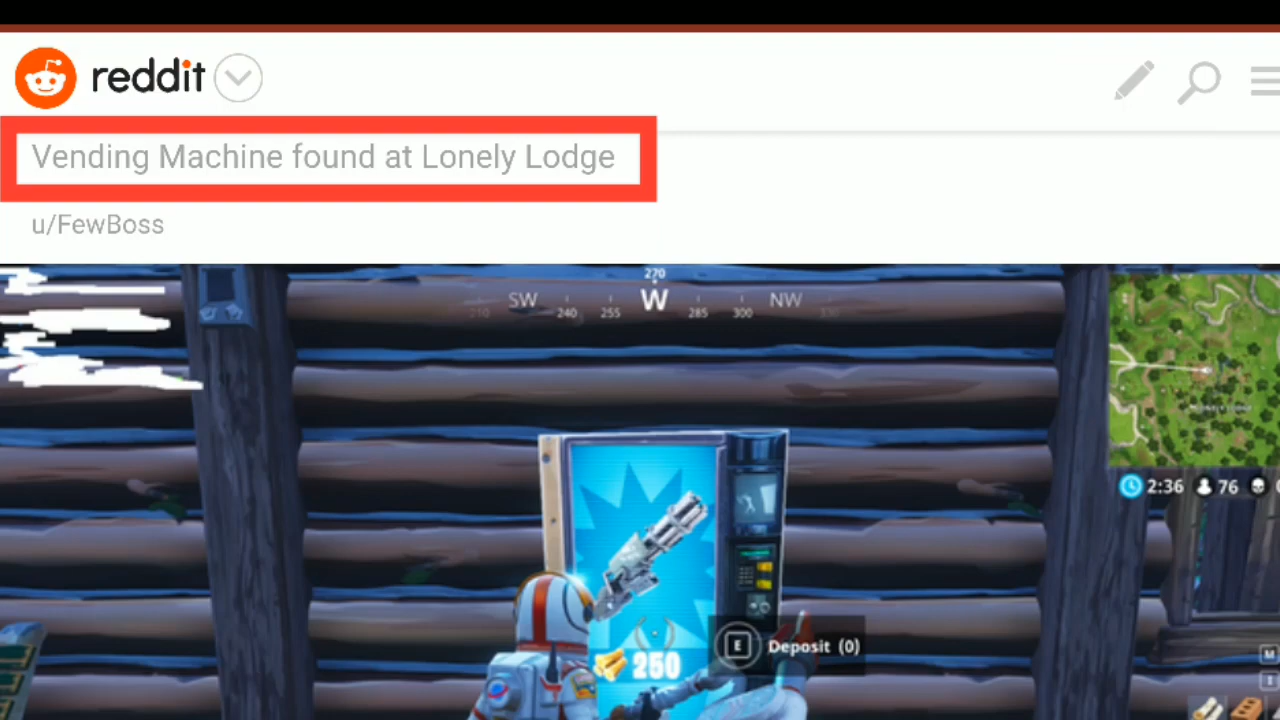 reddit
Vending Machine found at Lonely Lodge
u/FewBoss
270
SW W NW
240 255 285 300
2:36 76
E Deposit (0)
250
M
I